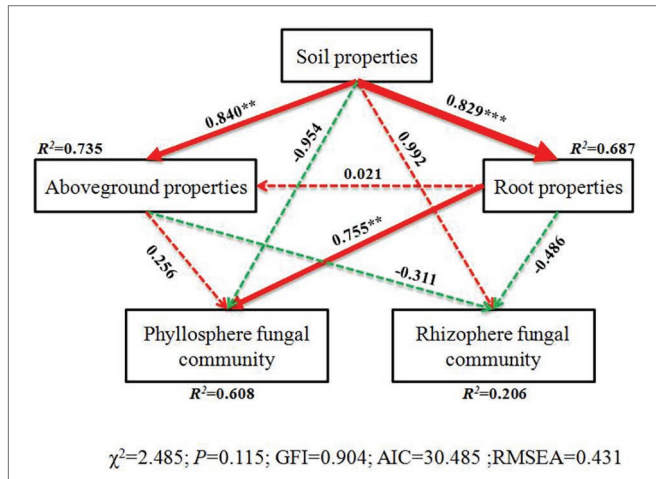 Soil properties
0.840**
-0.954
0.992
0.829***
R²=0.735
R²=0.687
Aboveground properties
0.021
Root properties
0.256
0.755**
-0.311
-0.486
Phyllosphere fungal
community
Rhizophere fungal
community
R²=0.608
R²=0.206
χ²=2.485; P=0.115; GFI=0.904; AIC=30.485 ;RMSEA=0.431